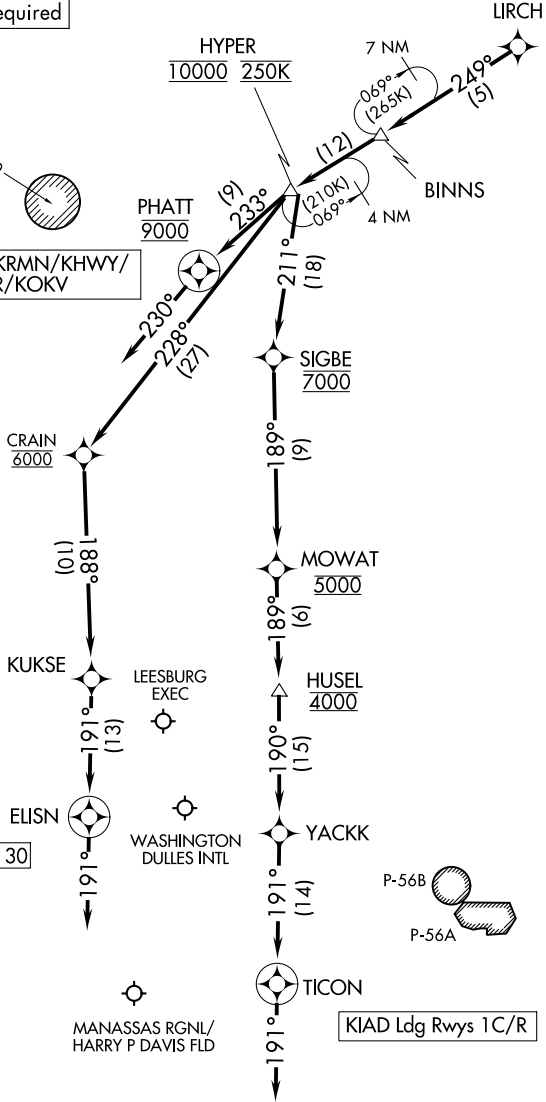 equired
LIRCH
7 NM
HYPER
10000 250K
069°
(265K)
249°
(5)
(12)
BINNS
(210K)
069°
4 NM
(9)
233°
PHATT
9000
211°
(18)
KRMN/KHWY/
R/KOKV
230°
228°
(27)
SIGBE
7000
CRAIN
6000
189°
(9)
188°
(10)
MOWAT
5000
189°
(6)
KUKSE
LEESBURG
EXEC
HUSEL
4000
191°
(13)
190°
(15)
ELISN
WASHINGTON
DULLES INTL
YACKK
30
191°
191°
(14)
P-56B
P-56A
TICON
MANASSAS RGNL/
HARRY P DAVIS FLD
191°
KIAD Ldg Rwys 1C/R